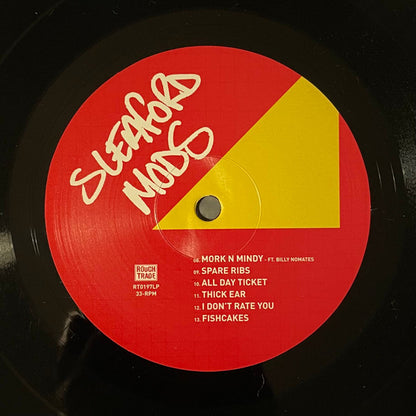 SLEAFORD
MODS
08. MORK N MINDY - FT. BILLY NOMATES
09. SPARE RIBS
10. ALL DAY TICKET
11. THICK EAR
12. I DON'T RATE YOU
13. FISHCAKES
ROUGH
TRADE
RT0197LP
33-RPM